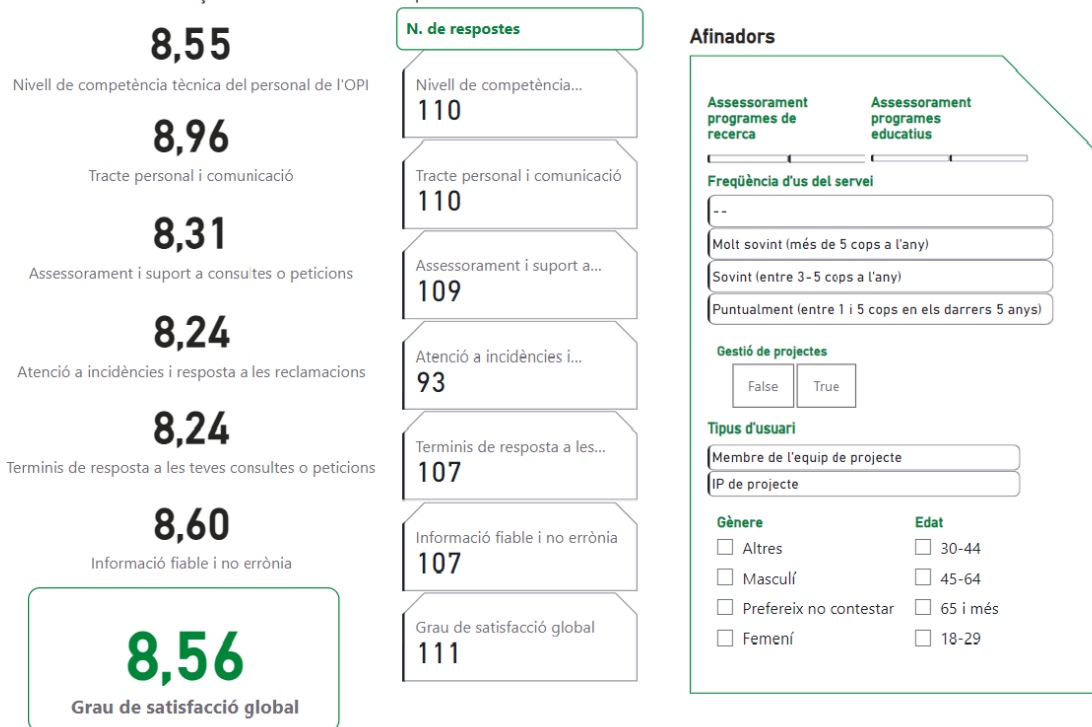 8,55
Nivell de competència tècnica del personal de l'OPI
8,96
Tracte personal i comunicació
8,31
Assessorament i suport a consultes o peticions
8,24
Atenció a incidències i resposta a les reclamacions
8,24
Terminis de resposta a les teves consultes o peticions
8,60
Informació fiable i no errònia
8,56
Grau de satisfacció global
N. de respostes
Nivell de competència...
110
Tracte personal i comunicació
110
Assessorament i suport a...
109
Atenció a incidències i...
93
Terminis de resposta a les...
107
Informació fiable i no errònia
107
Grau de satisfacció global
111
Afinadors
Assessorament
programes de
recerca
Assessorament
programes
educatius
Freqüència d'us del servei
--
Molt sovint (més de 5 cops a l'any)
Sovint (entre 3-5 cops a l'any)
Puntualment (entre 1 i 5 cops en els darrers 5 anys)
Gestió de projectes
False
True
Tipus d'usuari
Membre de l'equip de projecte
IP de projecte
Gènere
Altres
Masculí
Prefereix no contestar
Femení
Edat
30-44
45-64
65 i més
18-29